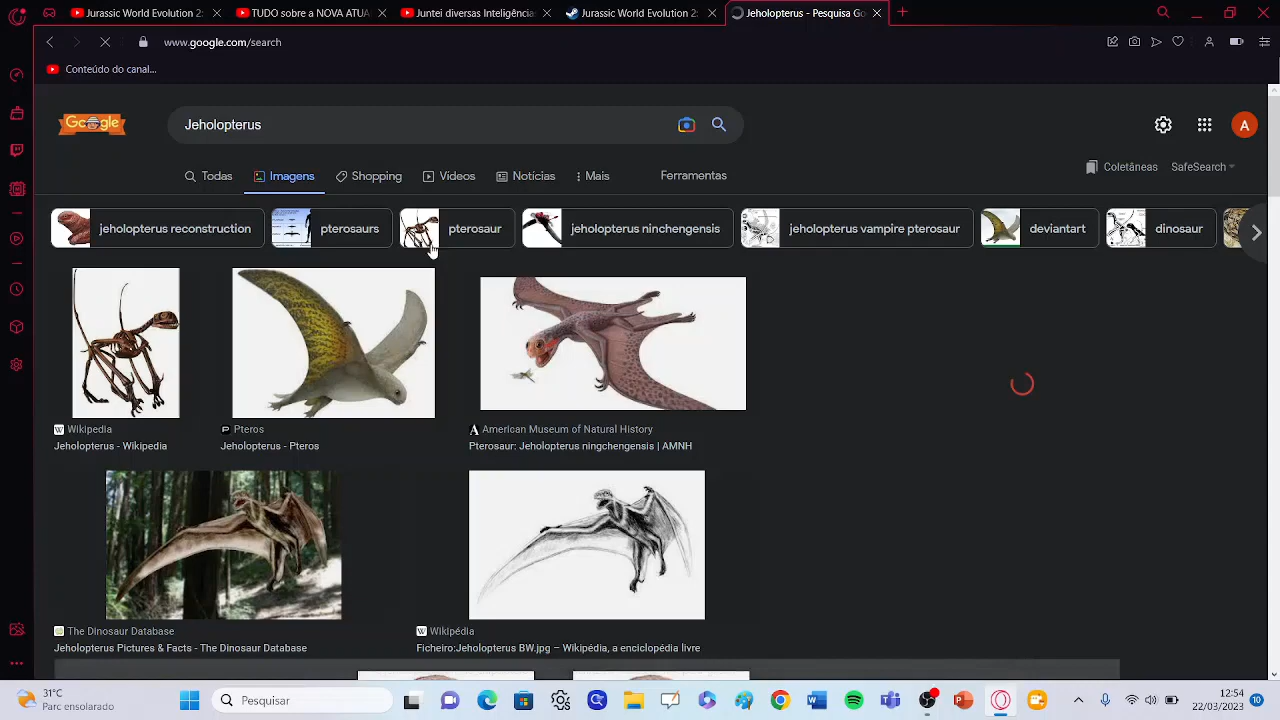 Jurassic World Evolution 2:
TUDO sobre a NOVA ATUA
Juntei diversas Inteligência
Jurassic World Evolution 2:
Jeholopterus - Pesquisa Go
www.google.com/search
Conteúdo do canal...
Google
Jeholopterus
A
Todas
Imagens
Shopping
Vídeos
Notícias
Mais
Ferramentas
Coletâneas
SafeSearch
jeholopterus reconstruction
pterosaurs
pterosaur
jeholopterus ninchengensis
jeholopterus vampire pterosaur
deviantart
dinosaur
W Wikipedia
Jeholopterus - Wikipedia
Pteros
Jeholopterus - Pteros
American Museum of Natural History
Pterosaur: Jeholopterus ningchengensis | AMNH
The Dinosaur Database
Jeholopterus Pictures & Facts - The Dinosaur Database
W Wikipédia
Ficheiro:Jeholopterus BW.jpg – Wikipédia, a enciclopédia livre
31°C
Parc ensolarado
Pesquisar
12:54
22/03/2023
10